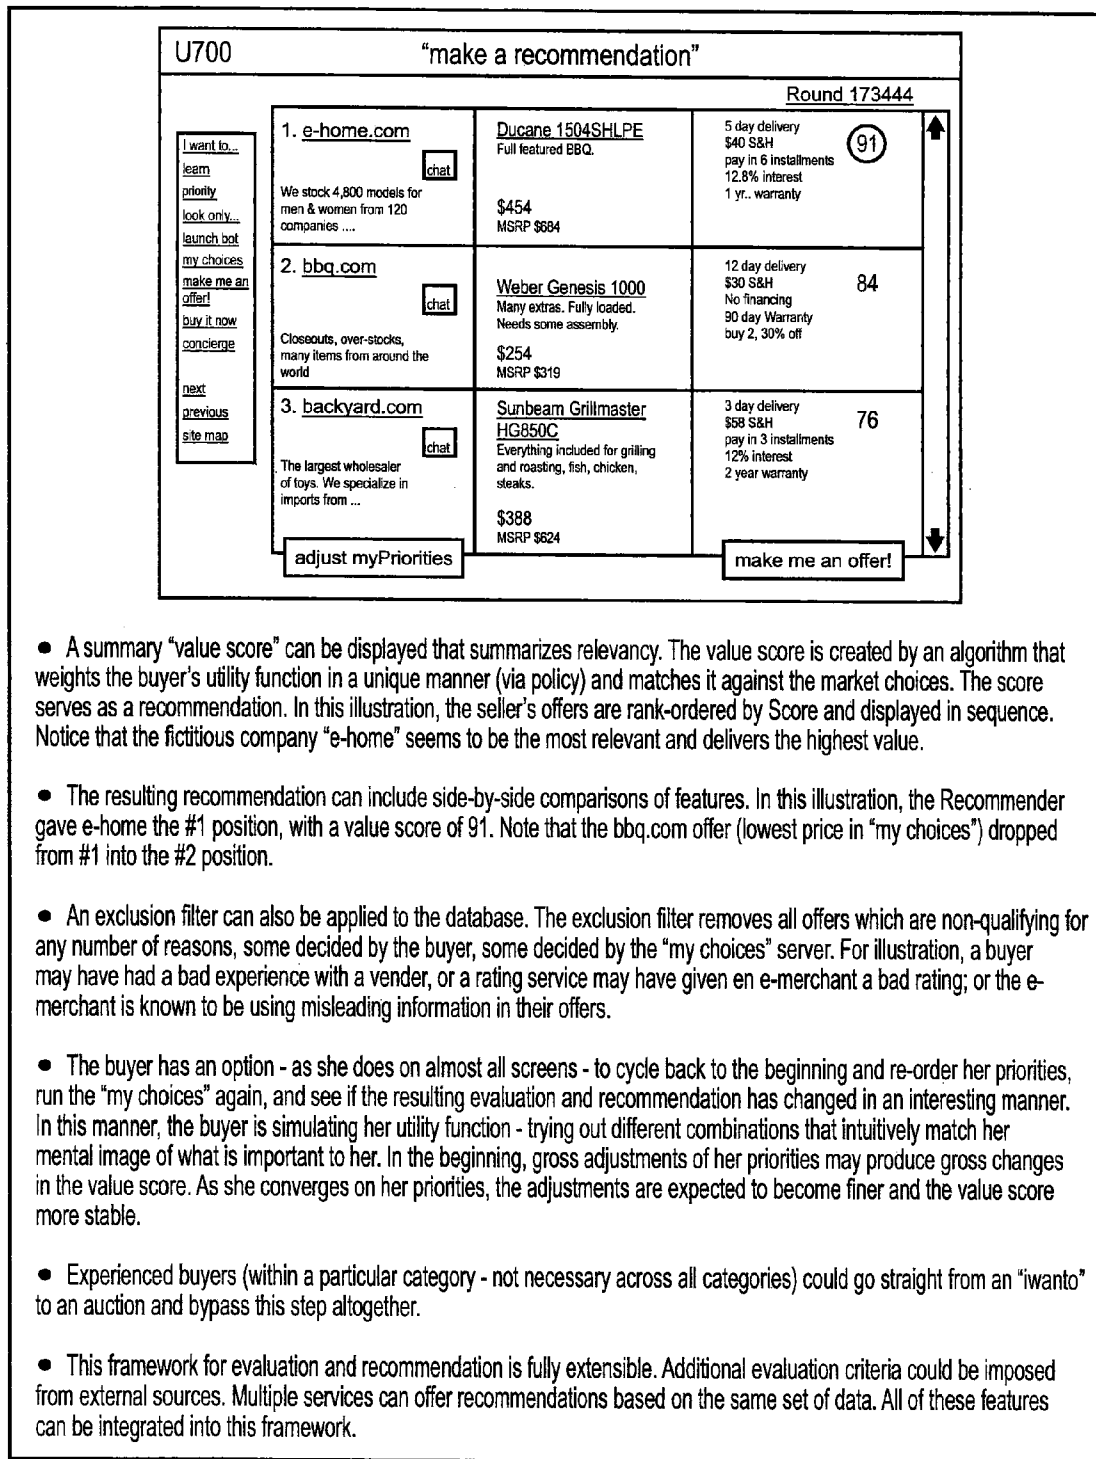 U700 “make a recommendation”
Round 173444
I want to...
learn
priority
look only...
launch bot
my choices
make me an
offer!
buy it now
concierge
next
previous
site map
1. e-home.com
chat
We stock 4,800 models for
men & women from 120
companies ....
Ducane 1504SHLPE
Full featured BBQ.
$454
MSRP $684
5 day delivery
$40 S&H
pay in 6 installments
12.8% interest
1 yr.. warranty
91
2. bbq.com
chat
Closeouts, over-stocks,
many items from around the
world
Weber Genesis 1000
Many extras. Fully loaded.
Needs some assembly.
$254
MSRP $319
12 day delivery
$30 S&H
No financing
90 day Warranty
buy 2, 30% off
84
3. backyard.com
chat
The largest wholesaler
of toys. We specialize in
imports from ...
Sunbeam Grillmaster
HG850C
Everything included for grilling
and roasting, fish, chicken,
steaks.
$388
MSRP $624
3 day delivery
$58 S&H
pay in 3 installments
12% interest
2 year warranty
76
adjust myPriorities
make me an offer!
● A summary “value score” can be displayed that summarizes relevancy. The value score is created by an algorithm that
weights the buyer’s utility function in a unique manner (via policy) and matches it against the market choices. The score
serves as a recommendation. In this illustration, the seller’s offers are rank-ordered by Score and displayed in sequence.
Notice that the fictitious company “e-home” seems to be the most relevant and delivers the highest value.
● The resulting recommendation can include side-by-side comparisons of features. In this illustration, the Recommender
gave e-home the #1 position, with a value score of 91. Note that the bbq.com offer (lowest price in “my choices”) dropped
from #1 into the #2 position.
● An exclusion filter can also be applied to the database. The exclusion filter removes all offers which are non-qualifying for
any number of reasons, some decided by the buyer, some decided by the “my choices” server. For illustration, a buyer
may have had a bad experience with a vender, or a rating service may have given en e-merchant a bad rating; or the e-
merchant is known to be using misleading information in their offers.
● The buyer has an option - as she does on almost all screens - to cycle back to the beginning and re-order her priorities,
run the “my choices” again, and see if the resulting evaluation and recommendation has changed in an interesting manner.
In this manner, the buyer is simulating her utility function - trying out different combinations that intuitively match her
mental image of what is important to her. In the beginning, gross adjustments of her priorities may produce gross changes
in the value score. As she converges on her priorities, the adjustments are expected to become finer and the value score
more stable.
● Experienced buyers (within a particular category - not necessary across all categories) could go straight from an “iwanto”
to an auction and bypass this step altogether.
● This framework for evaluation and recommendation is fully extensible. Additional evaluation criteria could be imposed
from external sources. Multiple services can offer recommendations based on the same set of data. All of these features
can be integrated into this framework.